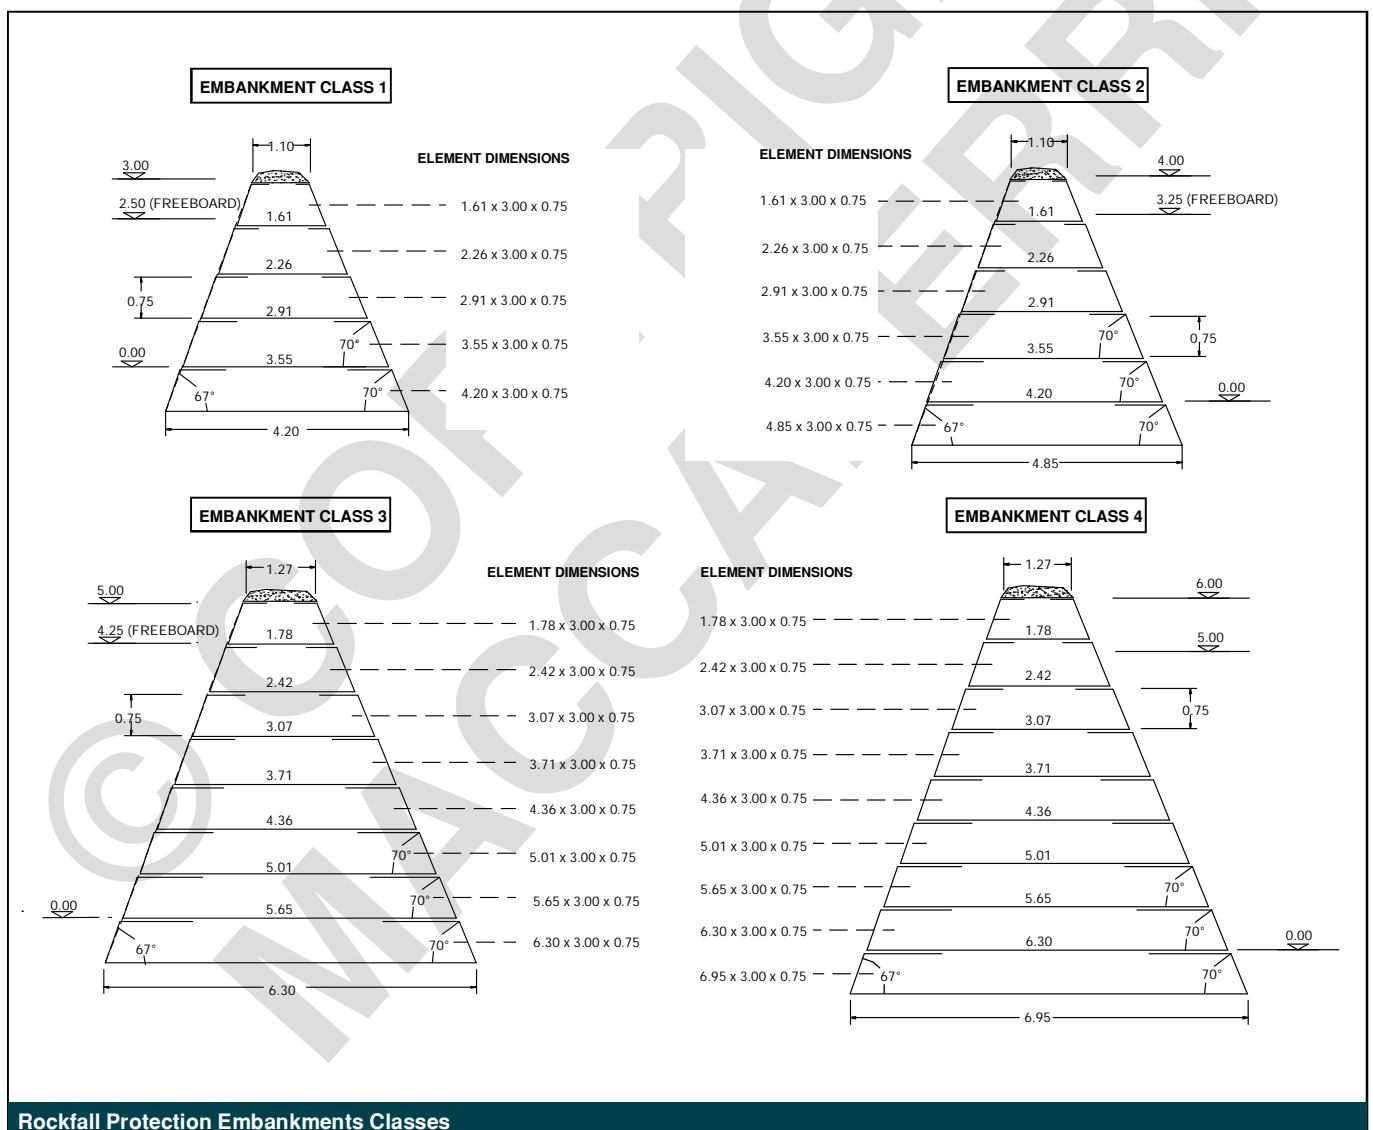 EMBANKMENT CLASS 1
1.10
3.00
2.50 (FREEBOARD)
ELEMENT DIMENSIONS
1.61
1.61 x 3.00 x 0.75
2.26
2.26 x 3.00 x 0.75
0.75
2.91
2.91 x 3.00 x 0.75
70°
3.55 x 3.00 x 0.75
0.00
3.55
67°
70°
4.20 x 3.00 x 0.75
4.20
EMBANKMENT CLASS 2
1.10
ELEMENT DIMENSIONS
4.00
3.25 (FREEBOARD)
1.61 x 3.00 x 0.75
1.61
2.26 x 3.00 x 0.75
2.26
2.91 x 3.00 x 0.75
2.91
3.55 x 3.00 x 0.75
70°
0.75
3.55
4.20 x 3.00 x 0.75
70°
4.20
0.00
4.85 x 3.00 x 0.75
67°
70°
4.85
EMBANKMENT CLASS 3
1.27
ELEMENT DIMENSIONS
5.00
4.25 (FREEBOARD)
1.78
1.78 x 3.00 x 0.75
2.42
2.42 x 3.00 x 0.75
0.75
3.07
3.07 x 3.00 x 0.75
3.71
3.71 x 3.00 x 0.75
4.36
4.36 x 3.00 x 0.75
70°
5.01
5.01 x 3.00 x 0.75
70°
5.65
5.65 x 3.00 x 0.75
0.00
67°
70°
6.30 x 3.00 x 0.75
6.30
EMBANKMENT CLASS 4
1.27
ELEMENT DIMENSIONS
6.00
1.78 x 3.00 x 0.75
1.78
5.00
2.42 x 3.00 x 0.75
2.42
3.07 x 3.00 x 0.75
3.07
0.75
3.71 x 3.00 x 0.75
3.71
4.36 x 3.00 x 0.75
4.36
5.01 x 3.00 x 0.75
5.01
5.65 x 3.00 x 0.75
70°
5.65
6.30 x 3.00 x 0.75
70°
6.30
0.00
6.95 x 3.00 x 0.75
67°
70°
6.95
Rockfall Protection Embankments Classes